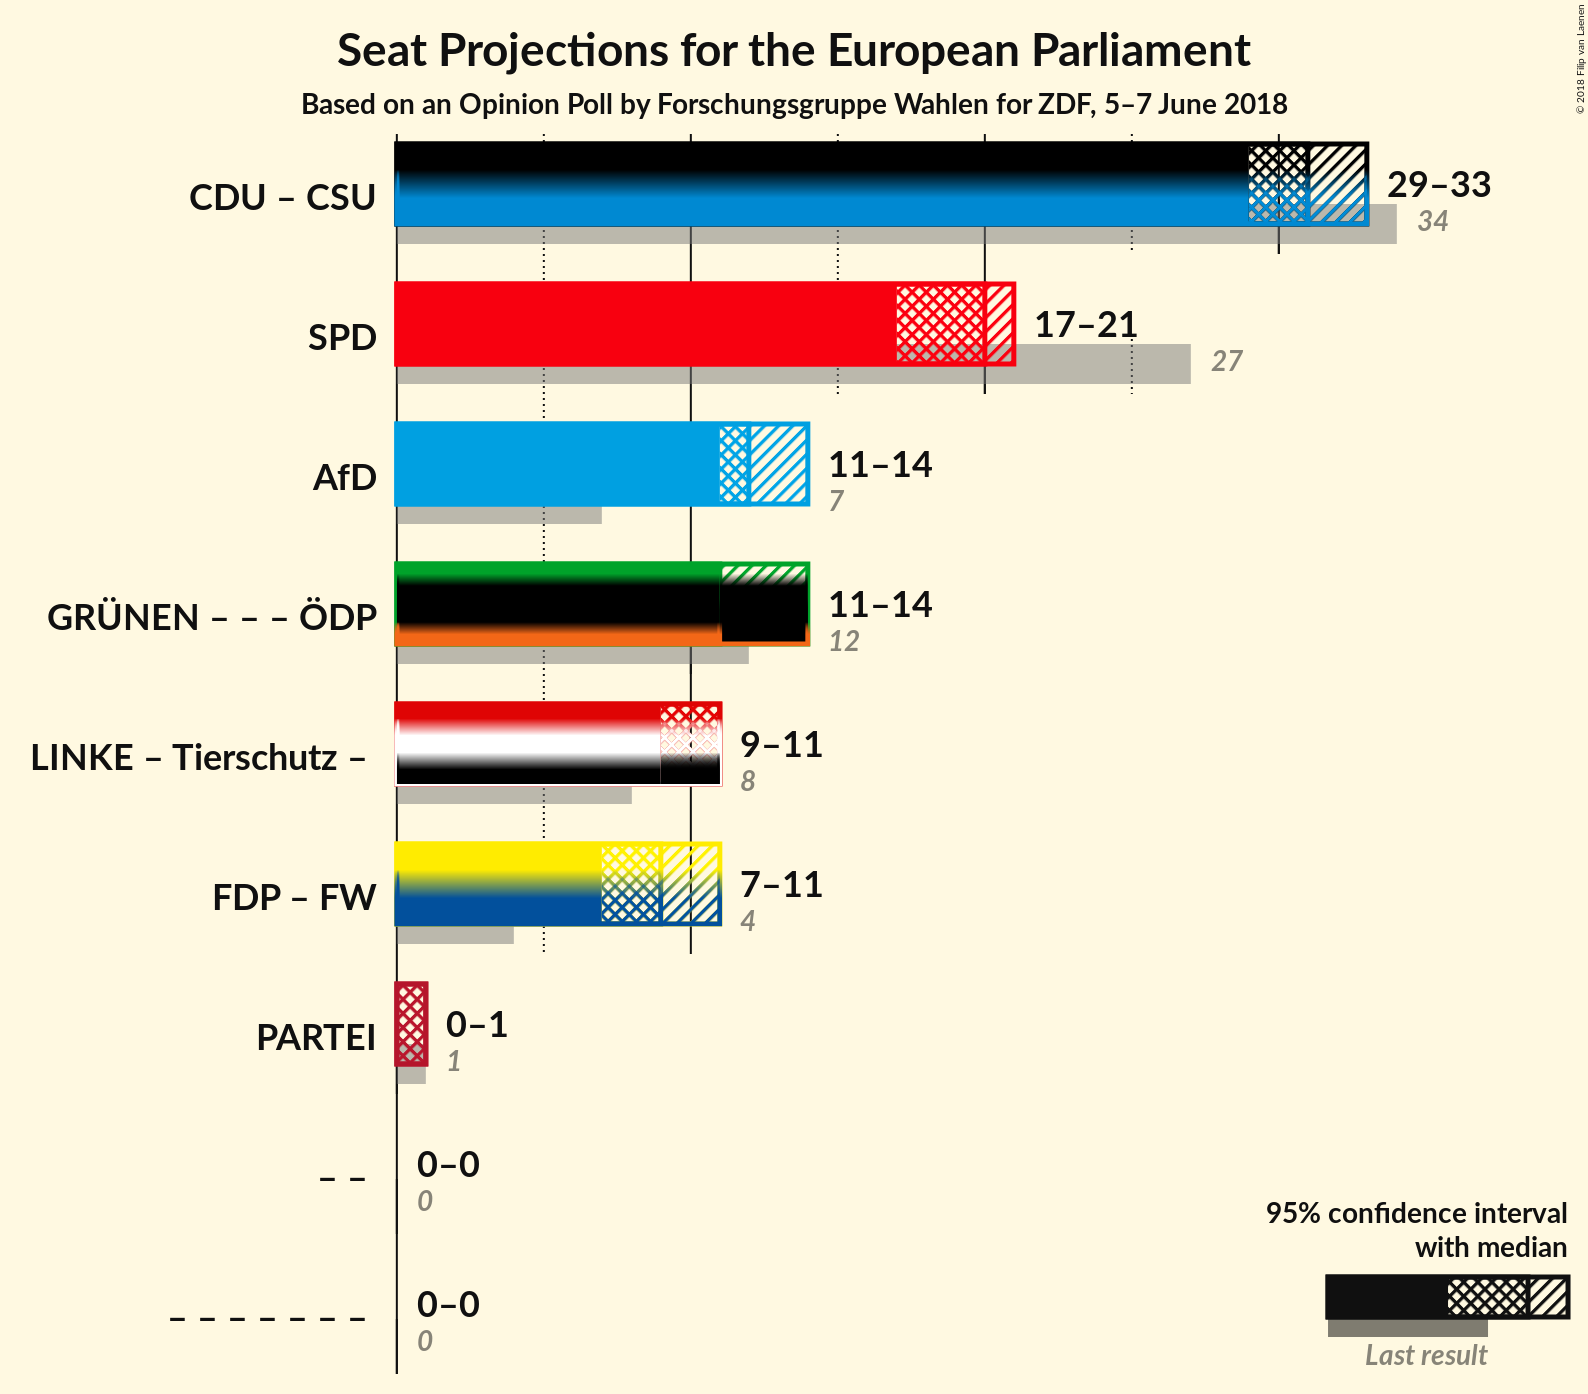 Seat Projections for the European Parliament
Based on an Opinion Poll by Forschungsgruppe Wahlen for ZDF, 5–7 June 2018
© 2018 Filip van Laenen
CDU – CSU
29–33
34
SPD
17–21
27
AfD
11–14
7
GRÜNEN – – – ÖDP
11–14
12
LINKE – Tierschutz –
9–11
8
FDP – FW
7–11
4
PARTEI
0–1
1
– –
0–0
0
– – – – – – –
0–0
0
95% confidence interval
with median
Last result